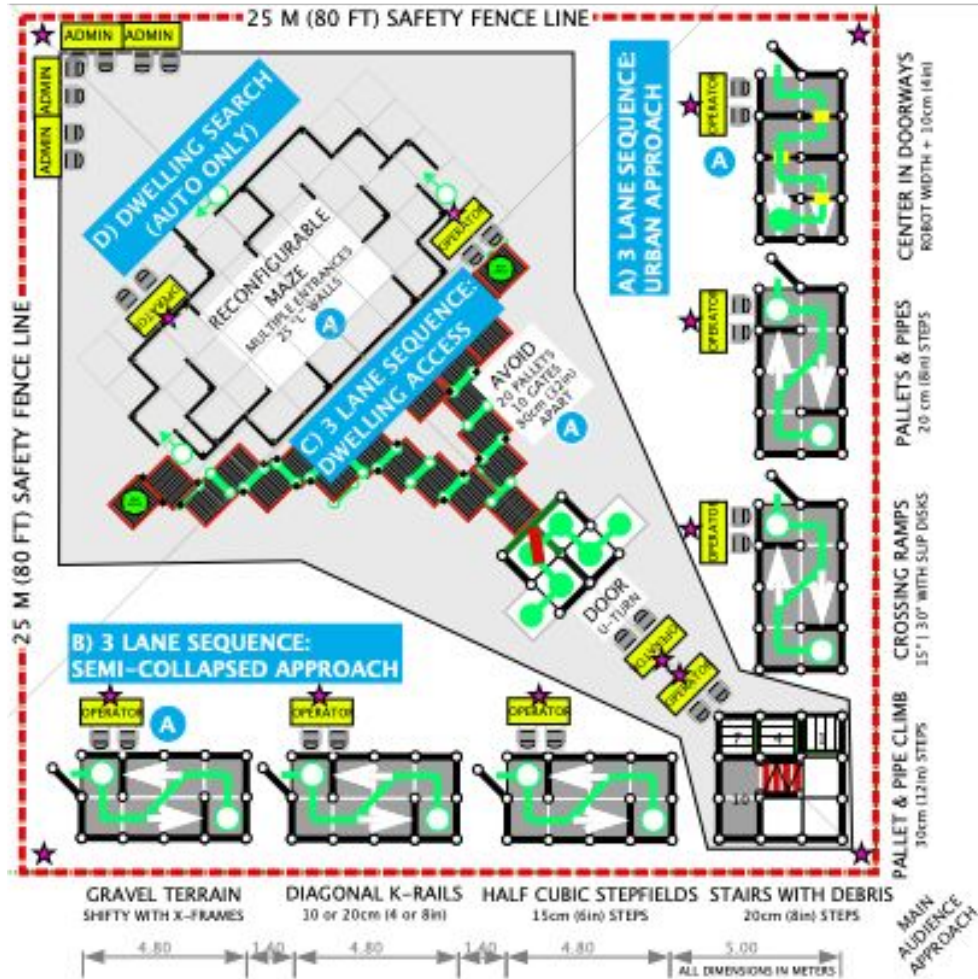 25 M (80 FT) SAFETY FENCE LINE
ADMIN
ADMIN
ADMIN
ADMIN
25 M (80 FT) SAFETY FENCE LINE
D) DWELLING SEARCH
(AUTO ONLY)
RECONFIGURABLE
MAZE
MULTIPLE ENTRANCES
25 "L" WALLS
A
OPERATOR
OPERATOR
C) 3 LANE SEQUENCE:
DWELLING ACCESS
AVOID
20 PALLETS
10 GATES
80cm (32in)
APART
A
A) 3 LANE SEQUENCE:
URBAN APPROACH
OPERATOR
A
CENTER IN DOORWAYS
ROBOT WIDTH + 10cm (4in)
OPERATOR
PALLETS & PIPES
20 cm (8in) STEPS
OPERATOR
CROSSING RAMPS
15° I 30° WITH SLIP DISKS
DOOR
U-TURN
OPERATOR
OPERATOR
B) 3 LANE SEQUENCE:
SEMI-COLLAPSED APPROACH
OPERATOR
A
OPERATOR
OPERATOR
4
1
10
PALLET & PIPE CLIMB
30cm (12in) STEPS
GRAVEL TERRAIN
SHIFTY WITH X-FRAMES
DIAGONAL K-RAILS
10 or 20cm (4 or 8in)
HALF CUBIC STEPFIELDS
15cm (6in) STEPS
STAIRS WITH DEBRIS
20cm (8in) STEPS
MAIN
AUDIENCE
APPROACH
4.80
1.40
4.80
1.40
4.80
5.00
ALL DIMENSIONS IN METERS